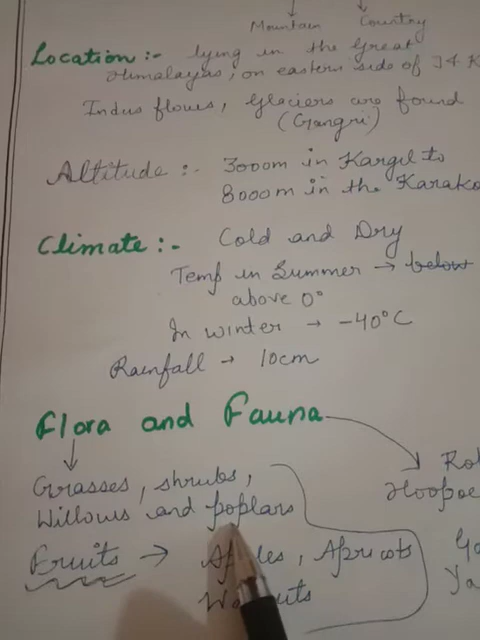 Mountain Country
Location :- lying in the Great
Himalayas, on eastern side of J & K
Indus flows, Glaciers are found
(Gangri)
Altitude :- 3000m in Kargil to
8000m in the Karako
Climate :- Cold and Dry
Temp in Summer → below
above 0°
In winter → -40°C
Rainfall → 10cm
Flora and Fauna
Grasses, shrubs,
Willows and poplars
Hoopoe
Fruits → Apples, Apricots